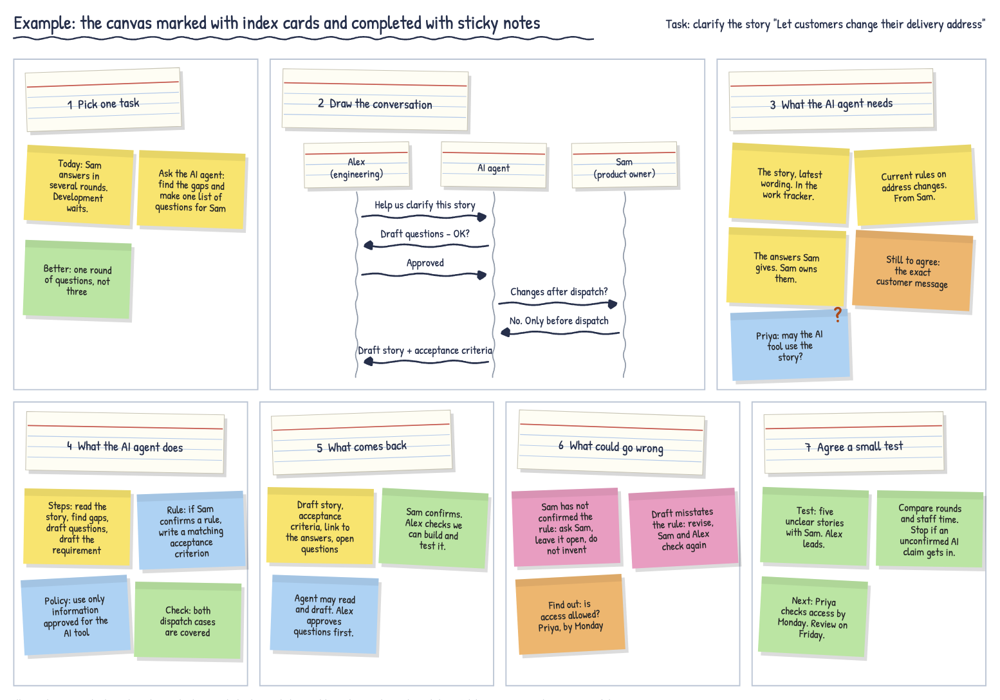 Example: the canvas marked with index cards and completed with sticky notes
Task: clarify the story "Let customers change their delivery address"
1 Pick one task
Today: Sam
answers in
several rounds.
Development
waits.
Ask the AI agent:
find the gaps and
make one list of
questions for Sam
Better: one round
of questions, not
three
2 Draw the conversation
Alex
(engineering)
AI agent
Sam
(product owner)
Help us clarify this story
Draft questions - OK?
Approved
Changes after dispatch?
No. Only before dispatch
Draft story + acceptance criteria
3 What the AI agent needs
The story, latest
wording. In the
work tracker.
Current rules on
address changes.
From Sam.
The answers Sam
gives. Sam owns
them.
Still to agree:
the exact
customer message
?
Priya: may the AI
tool use the
story?
4 What the AI agent does
Steps: read the
story, find gaps,
draft questions,
draft the
requirement
Rule: if Sam
confirms a rule,
write a matching
acceptance
criterion
Policy: use only
information
approved for the
AI tool
Check: both
dispatch cases
are covered
5 What comes back
Draft story,
acceptance
criteria, link to
the answers, open
questions
Sam confirms.
Alex checks we
can build and
test it.
Agent may read
and draft. Alex
approves
questions first.
6 What could go wrong
Sam has not
confirmed the
rule: ask Sam,
leave it open, do
not invent
Draft misstates
the rule: revise,
Sam and Alex
check again
Find out: is
access allowed?
Priya, by Monday
7 Agree a small test
Test: five
unclear stories
with Sam. Alex
leads.
Compare rounds
and staff time.
Stop if an
unconfirmed AI
claim gets in.
Next: Priya
checks access by
Monday. Review on
Friday.